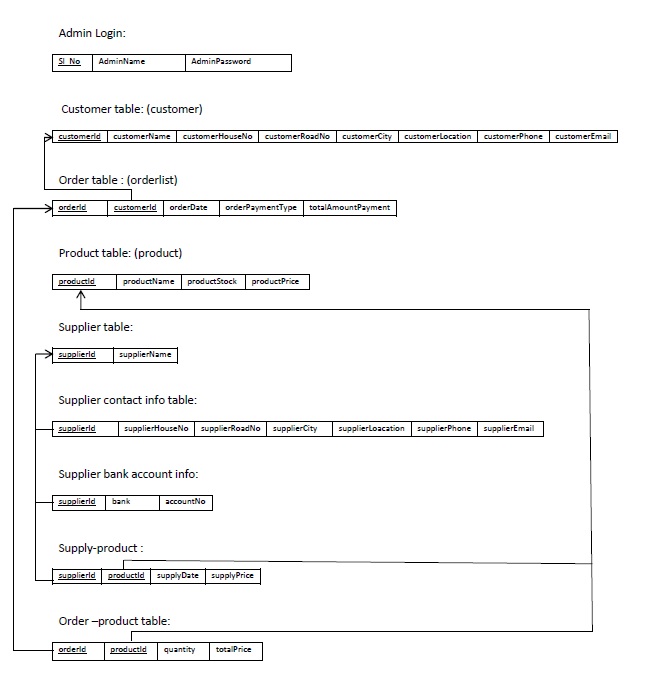 Admin Login:
Sl_No AdminName AdminPassword
Customer table: (customer)
customerId customerName customerHouseNo customerRoadNo customerCity customerLocation customerPhone customerEmail
Order table : (orderlist)
orderId customerId orderDate orderPaymentType totalAmountPayment
Product table: (product)
productId productName productStock productPrice
Supplier table:
supplierId supplierName
Supplier contact info table:
supplierId supplierHouseNo supplierRoadNo supplierCity supplierLoacation supplierPhone supplierEmail
Supplier bank account info:
supplierId bank accountNo
Supply-product :
supplierId productId supplyDate supplyPrice
Order –product table:
orderId productId quantity totalPrice